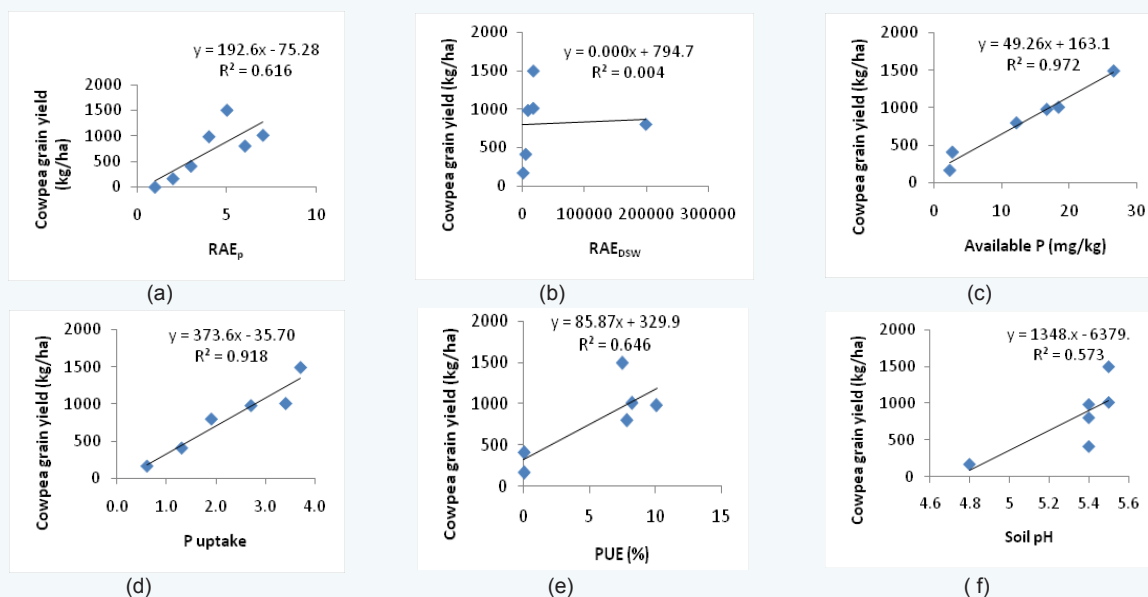 y = 192.6x - 75.28
R² = 0.616
Cowpea grain yield
(kg/ha)
2000
1500
1000
500
0
0
5
10
RAEp
(a)
y = 0.000x + 794.7
R² = 0.004
Cowpea grain yield (kg/ha)
2000
1500
1000
500
0
0
100000
200000
300000
RAEDSW
(b)
y = 49.26x + 163.1
R² = 0.972
Cowpea grain yield (kg/ha)
2000
1500
1000
500
0
0
10
20
30
Available P (mg/kg)
(c)
y = 373.6x - 35.70
R² = 0.918
Cowpea grain yield (kg/ha)
2000
1500
1000
500
0
0.0
1.0
2.0
3.0
4.0
P uptake
(d)
y = 85.87x + 329.9
R² = 0.646
Cowpea grain yield (kg/ha)
2000
1500
1000
500
0
0
5
10
15
PUE (%)
(e)
y = 1348.x - 6379.
R² = 0.573
Cowpea grain yield (kg/ha)
2000
1500
1000
500
0
4.6
4.8
5
5.2
5.4
5.6
Soil pH
( f)